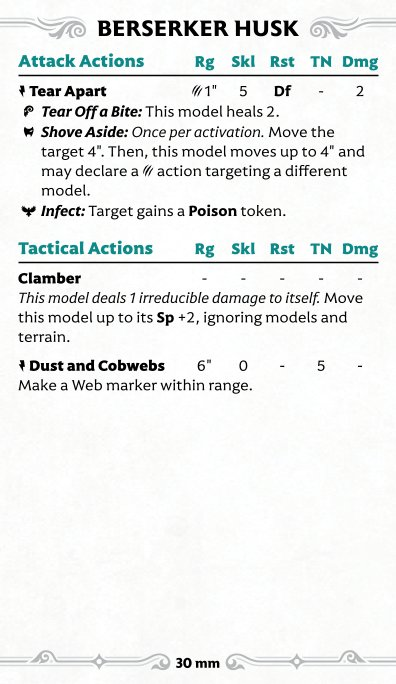 BERSERKER HUSK
Attack Actions Rg Skl Rst TN Dmg
Tear Apart 1" 5 Df - 2
Tear Off a Bite: This model heals 2.
Shove Aside: Once per activation. Move the
target 4". Then, this model moves up to 4" and
may declare a action targeting a different
model.
Infect: Target gains a Poison token.
Tactical Actions Rg Skl Rst TN Dmg
Clamber - - - - -
This model deals 1 irreducible damage to itself. Move
this model up to its Sp +2, ignoring models and
terrain.
Dust and Cobwebs 6" 0 - 5 -
Make a Web marker within range.
30 mm